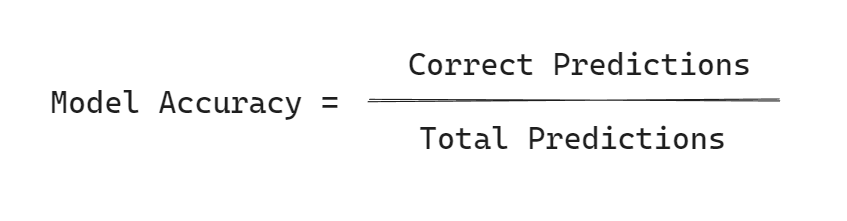 Correct Predictions
Model Accuracy =
Total Predictions